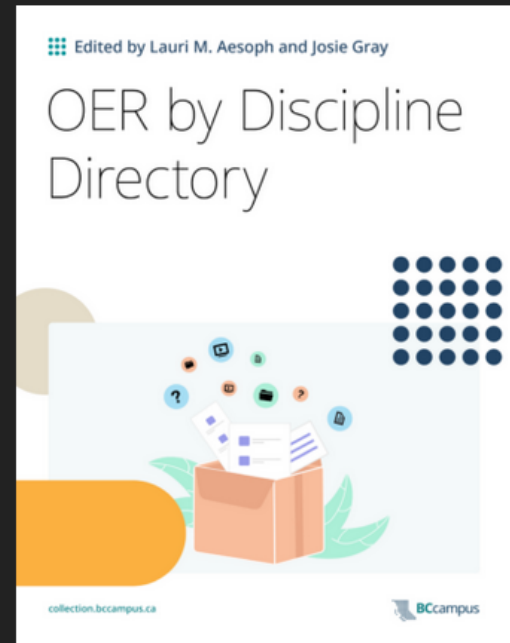 Edited by Lauri M. Aesoph and Josie Gray
OER by Discipline
Directory
?
?
collection.bccampus.ca
BCcampus